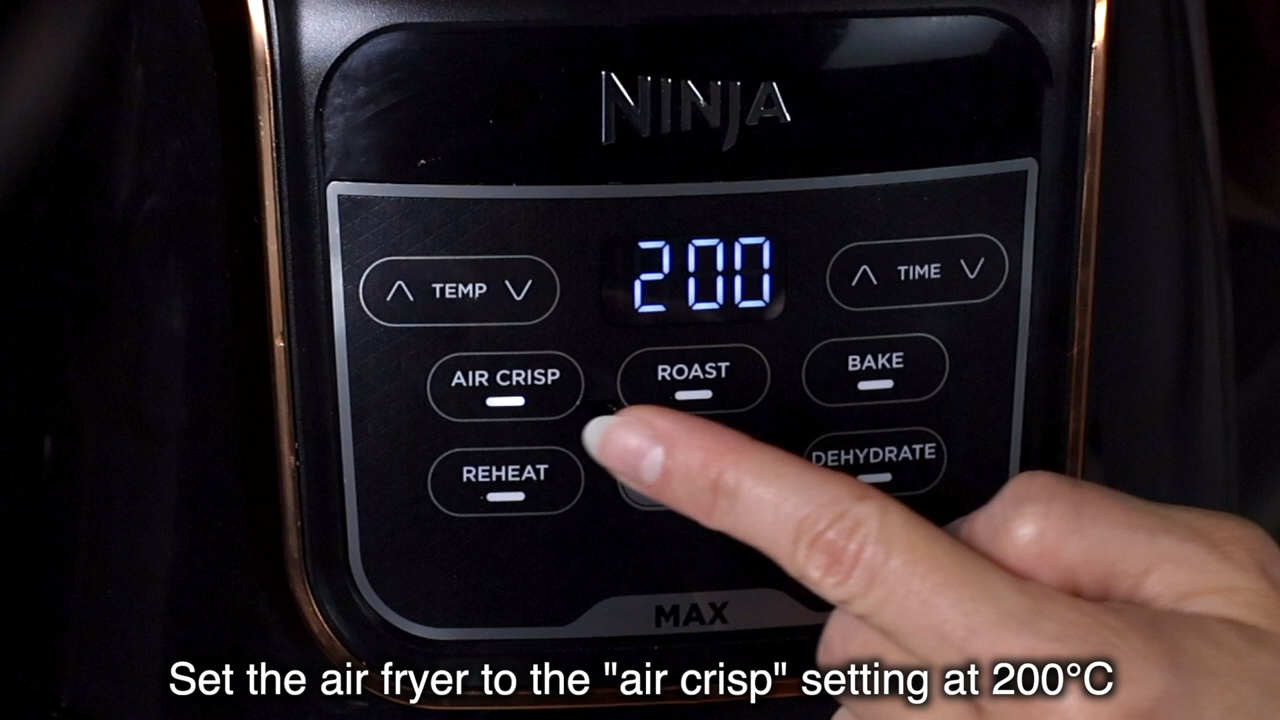 NINJA
TEMP
200
TIME
AIR CRISP
ROAST
BAKE
REHEAT
DEHYDRATE
MAX
Set the air fryer to the "air crisp" setting at 200°C